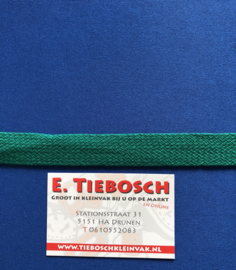 E. TIEBOSCH
GROOT IN KLEINVAK BIJ U OP DE MARKT
EN ONLINE
STATIONSSTRAAT 31
5151 HA DRUNEN
T 0610552083
WWW.TIEBOSCHKLEINVAK.NL